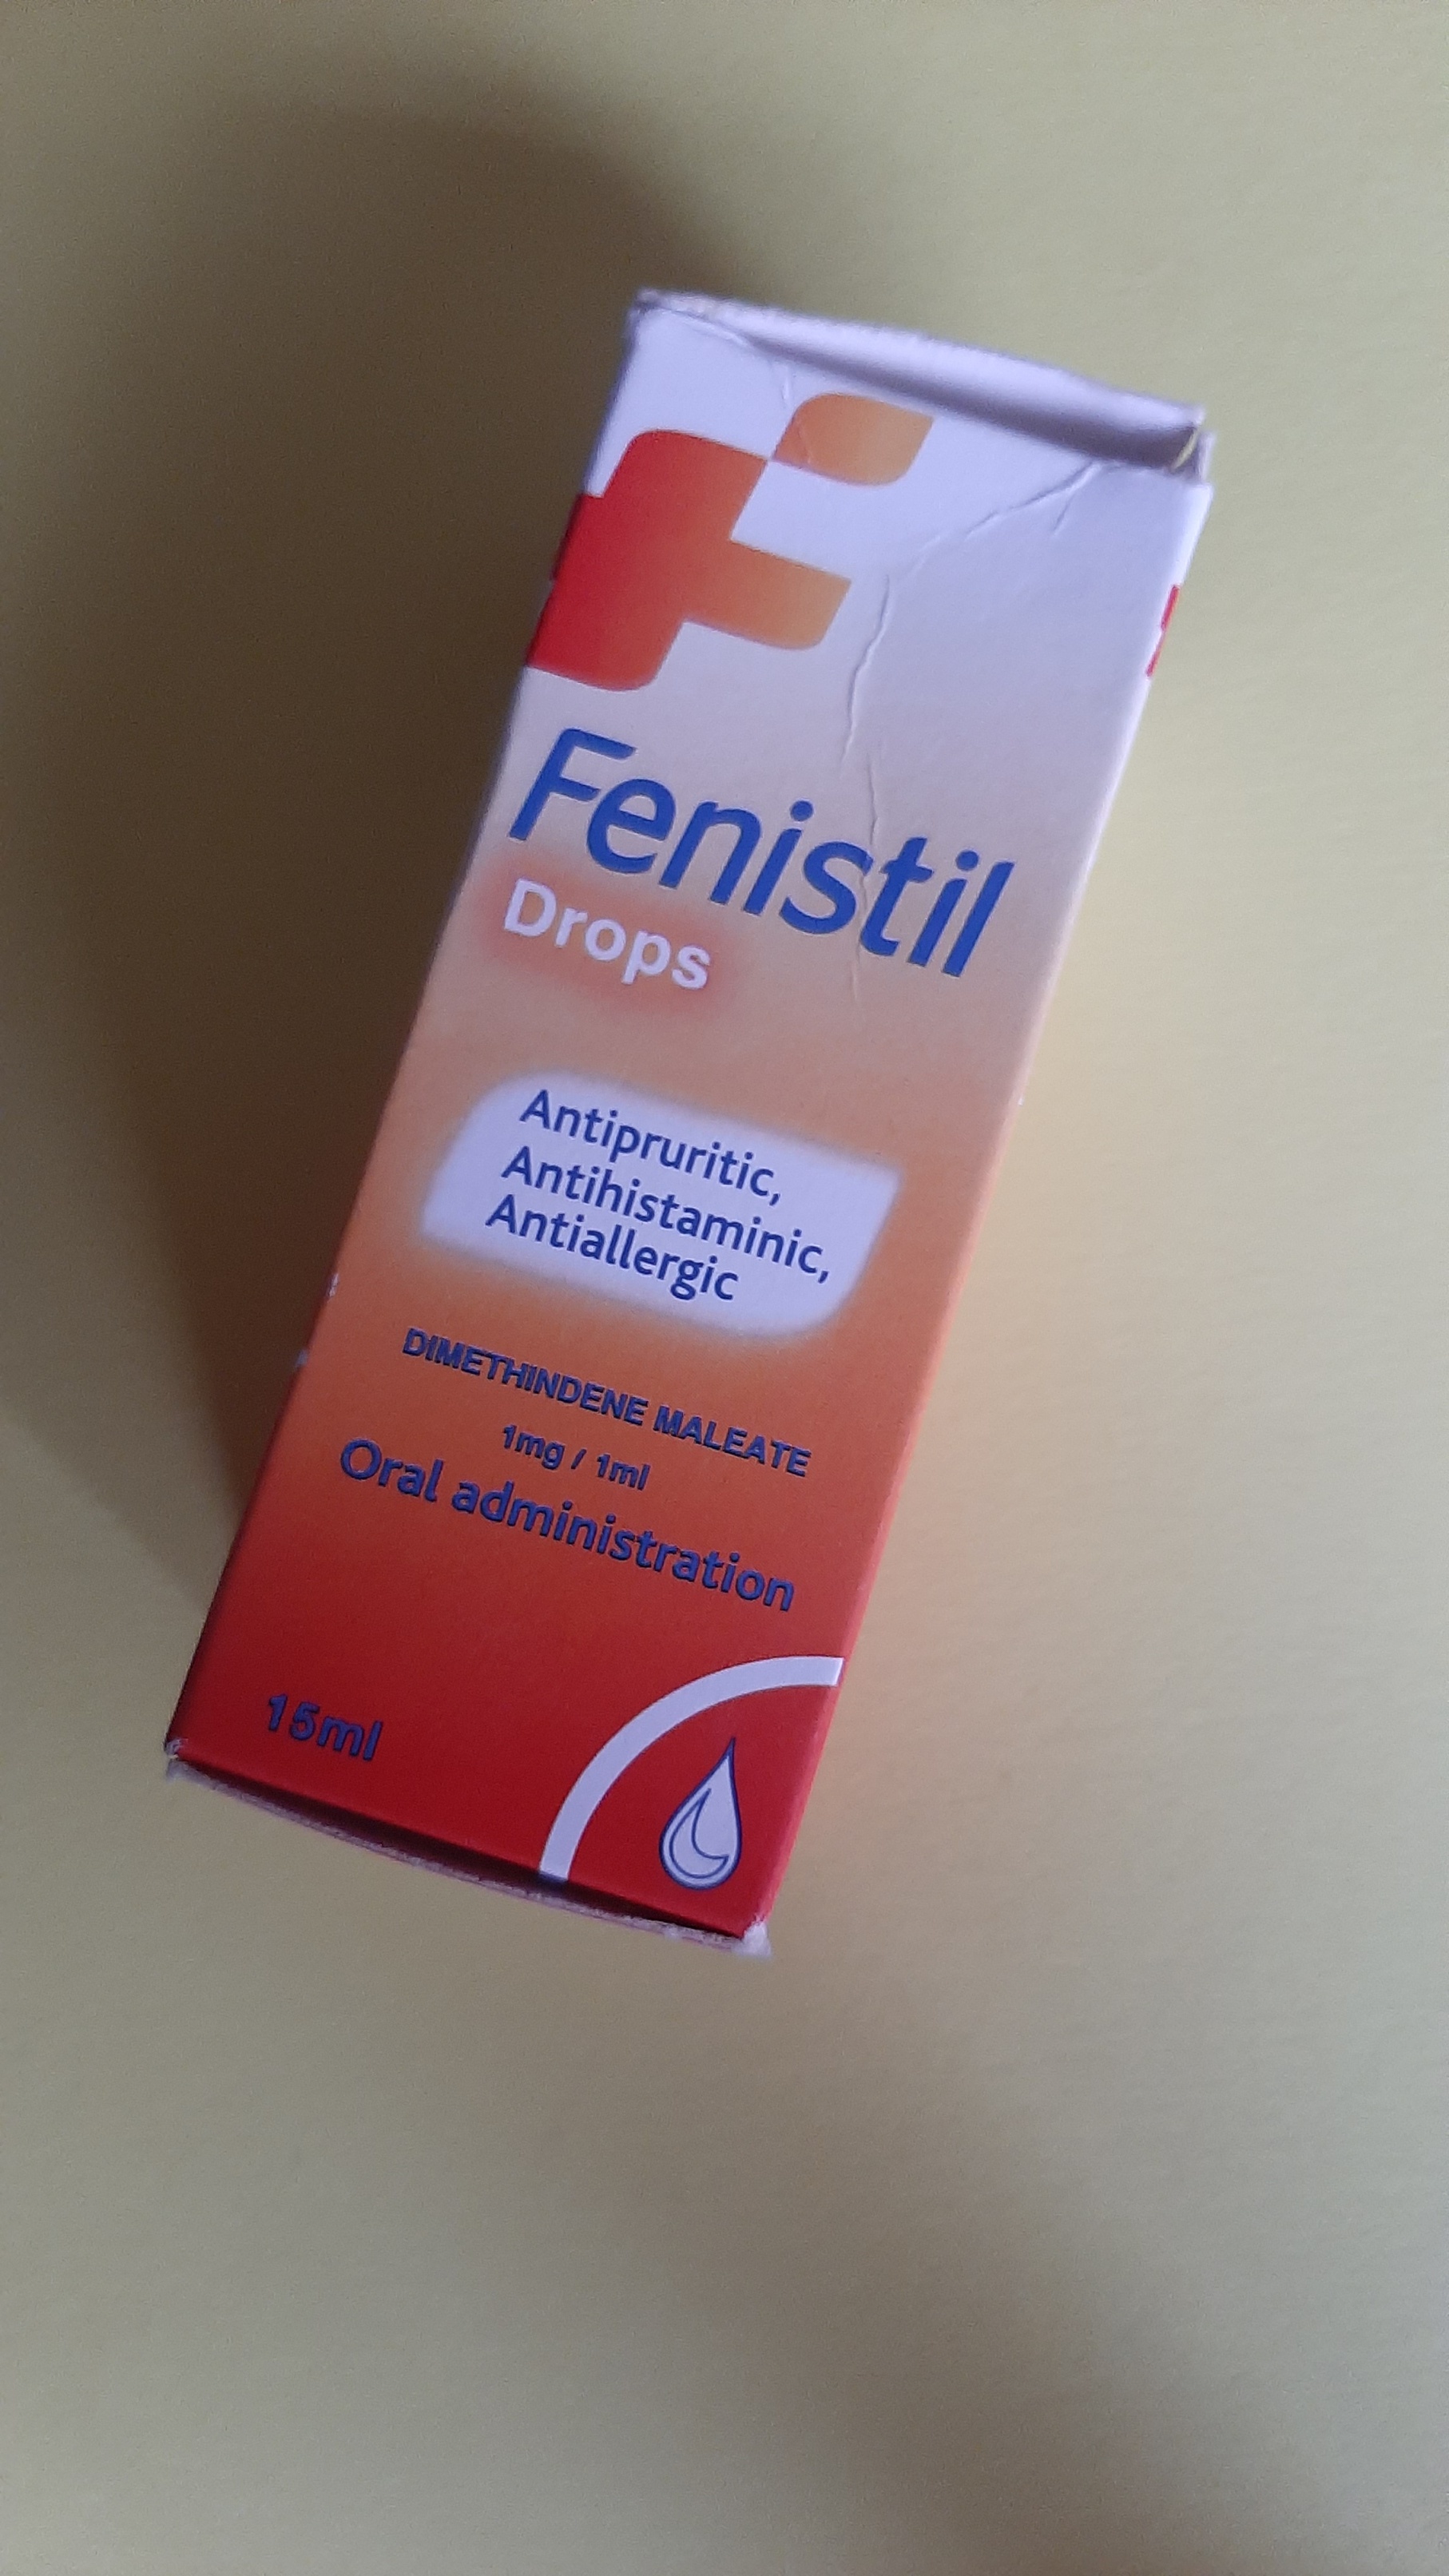 Fenistil
Drops
Antipruritic,
Antihistaminic,
Antiallergic
DIMETHINDENE MALEATE
1mg / 1ml
Oral administration
15ml